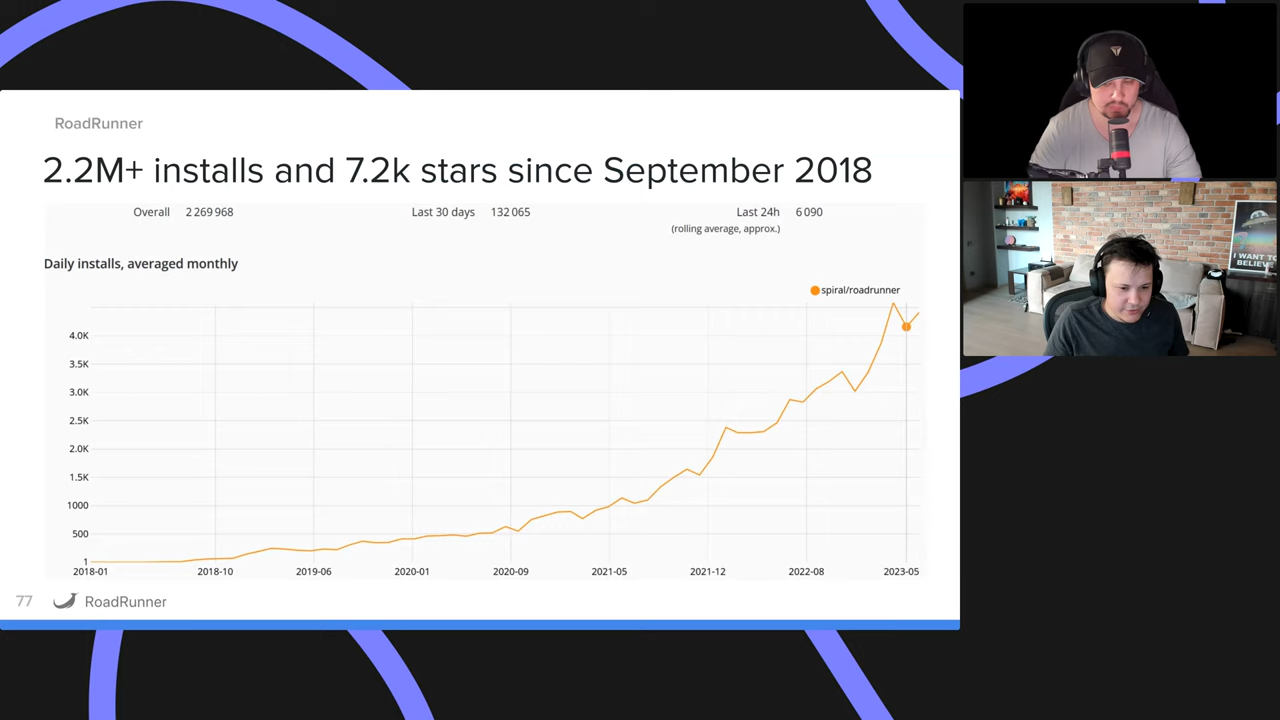 RoadRunner
2.2M+ installs and 7.2k stars since September 2018
Overall 2 269 968
Last 30 days 132 065
Last 24h 6 090
(rolling average, approx.)
Daily installs, averaged monthly
spiral/roadrunner
4.0K
3.5K
3.0K
2.5K
2.0K
1.5K
1000
500
1
2018-01 2018-10 2019-06 2020-01 2020-09 2021-05 2021-12 2022-08 2023-05
77 RoadRunner
I WANT TO
BELIEVE